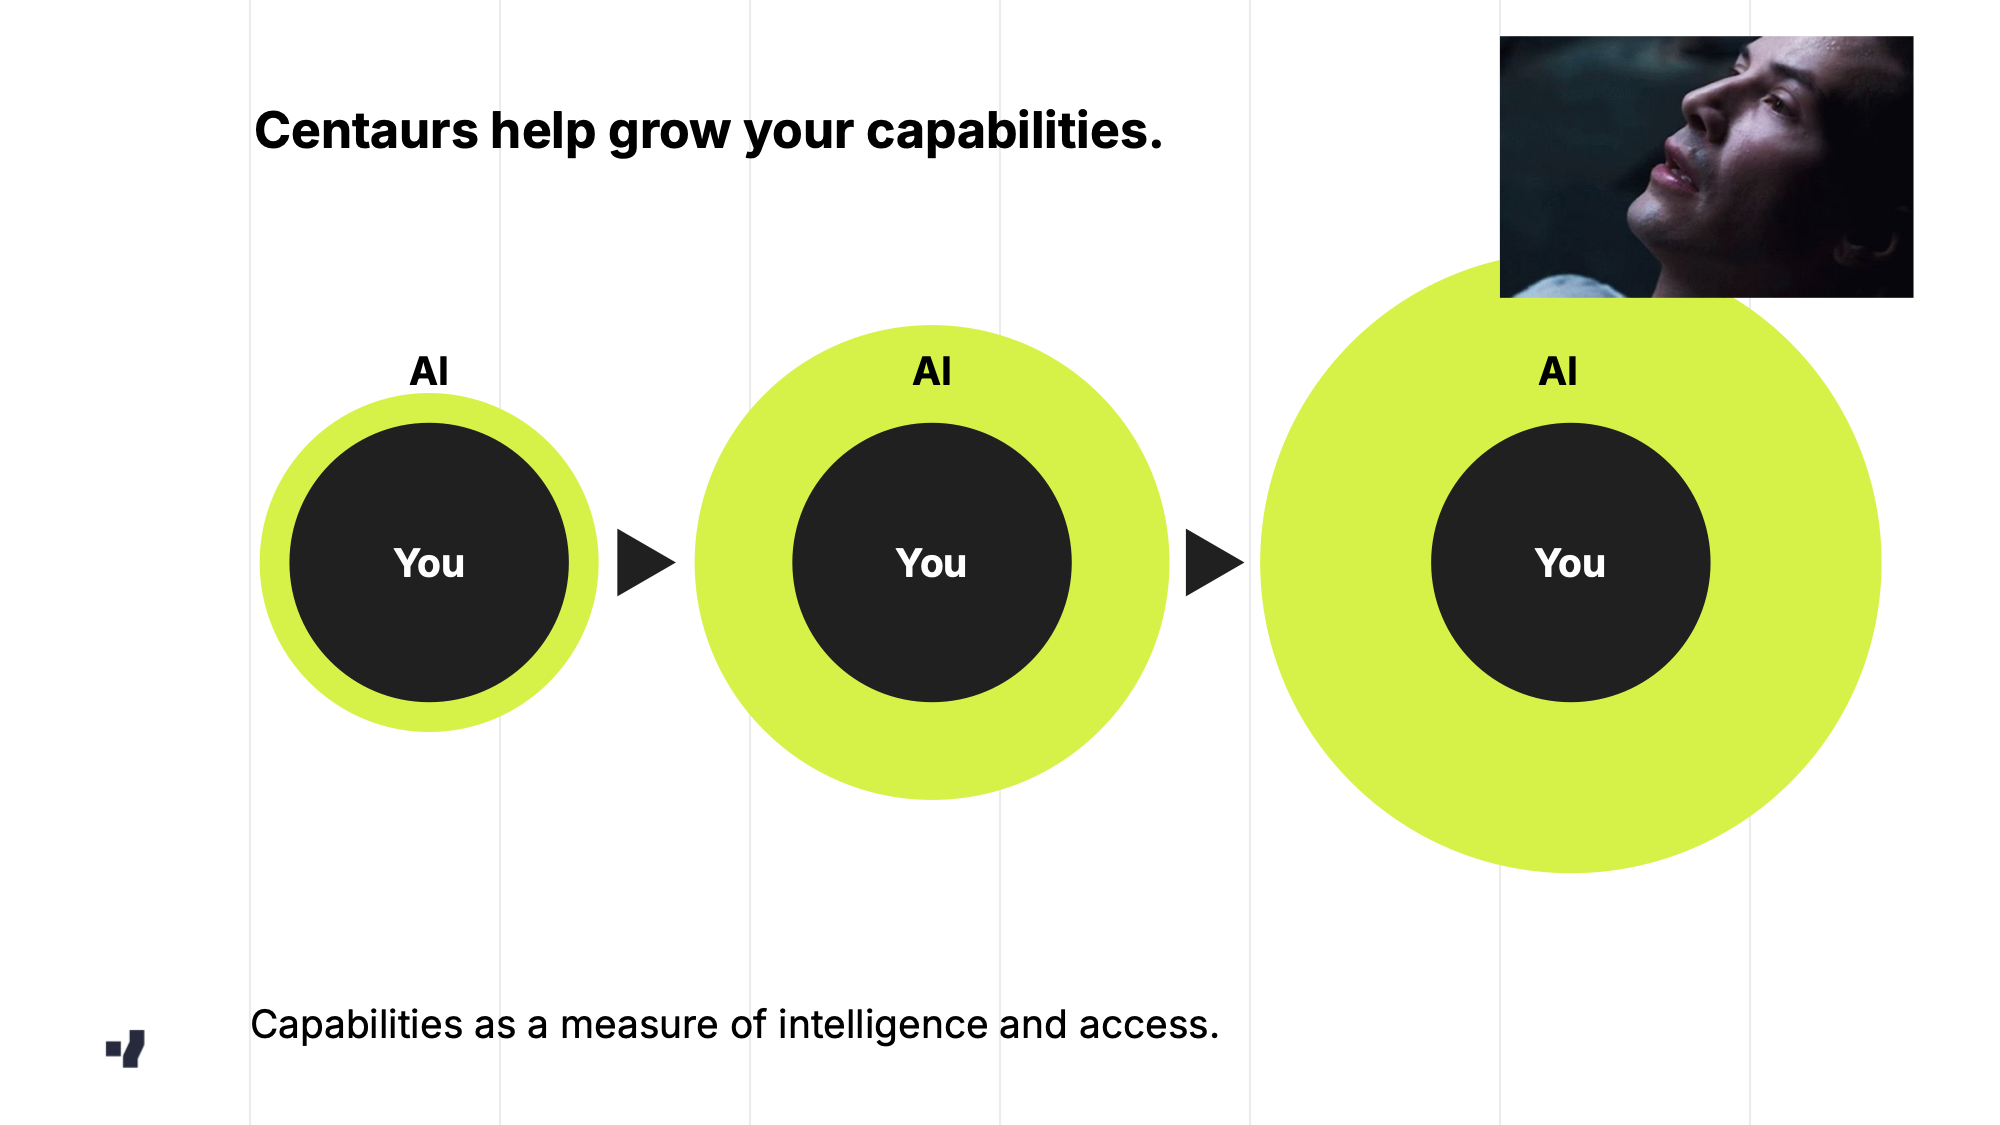 Centaurs help grow your capabilities.
AI
AI
AI
You
You
You
Capabilities as a measure of intelligence and access.